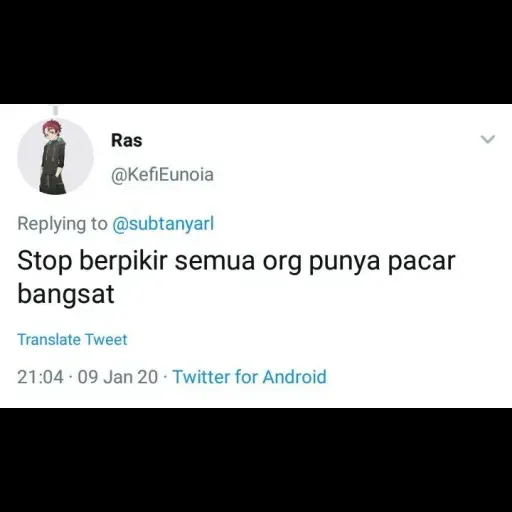 Ras
@KefiEunoia
Replying to @subtanyarl
Stop berpikir semua org punya pacar
bangsat
Translate Tweet
21:04 · 09 Jan 20 · Twitter for Android